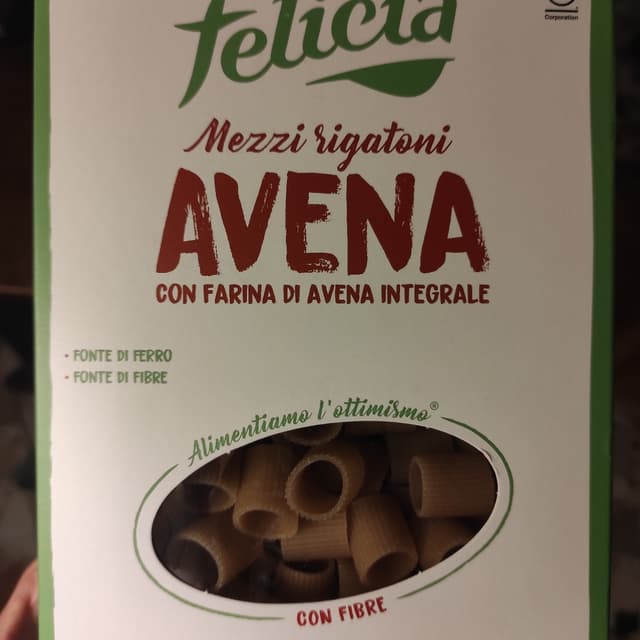 felicia
Corporation
Mezzi rigatoni
AVENA
CON FARINA DI AVENA INTEGRALE
- FONTE DI FERRO
- FONTE DI FIBRE
Alimentiamo l'ottimismo®
CON FIBRE